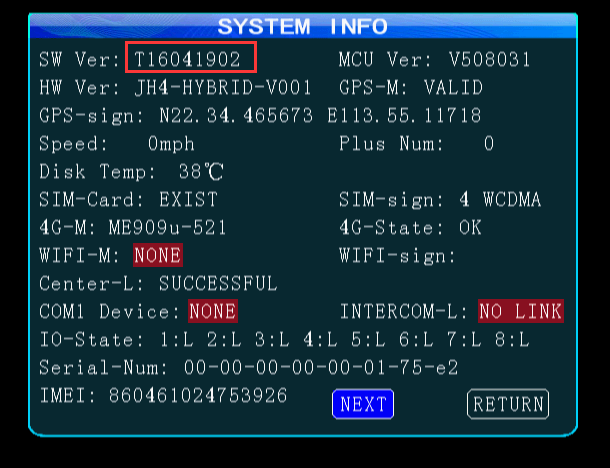 SYSTEM INFO
SW Ver: T16041902 MCU Ver: V508031
HW Ver: JH4-HYBRID-V001 GPS-M: VALID
GPS-sign: N22.34.465673 E113.55.11718
Speed: 0mph Plus Num: 0
Disk Temp: 38℃
SIM-Card: EXIST SIM-sign: 4 WCDMA
4G-M: ME909u-521 4G-State: OK
WIFI-M: NONE WIFI-sign:
Center-L: SUCCESSFUL
COM1 Device: NONE INTERCOM-L: NO LINK
IO-State: 1:L 2:L 3:L 4:L 5:L 6:L 7:L 8:L
Serial-Num: 00-00-00-00-00-01-75-e2
IMEI: 860461024753926 NEXT RETURN